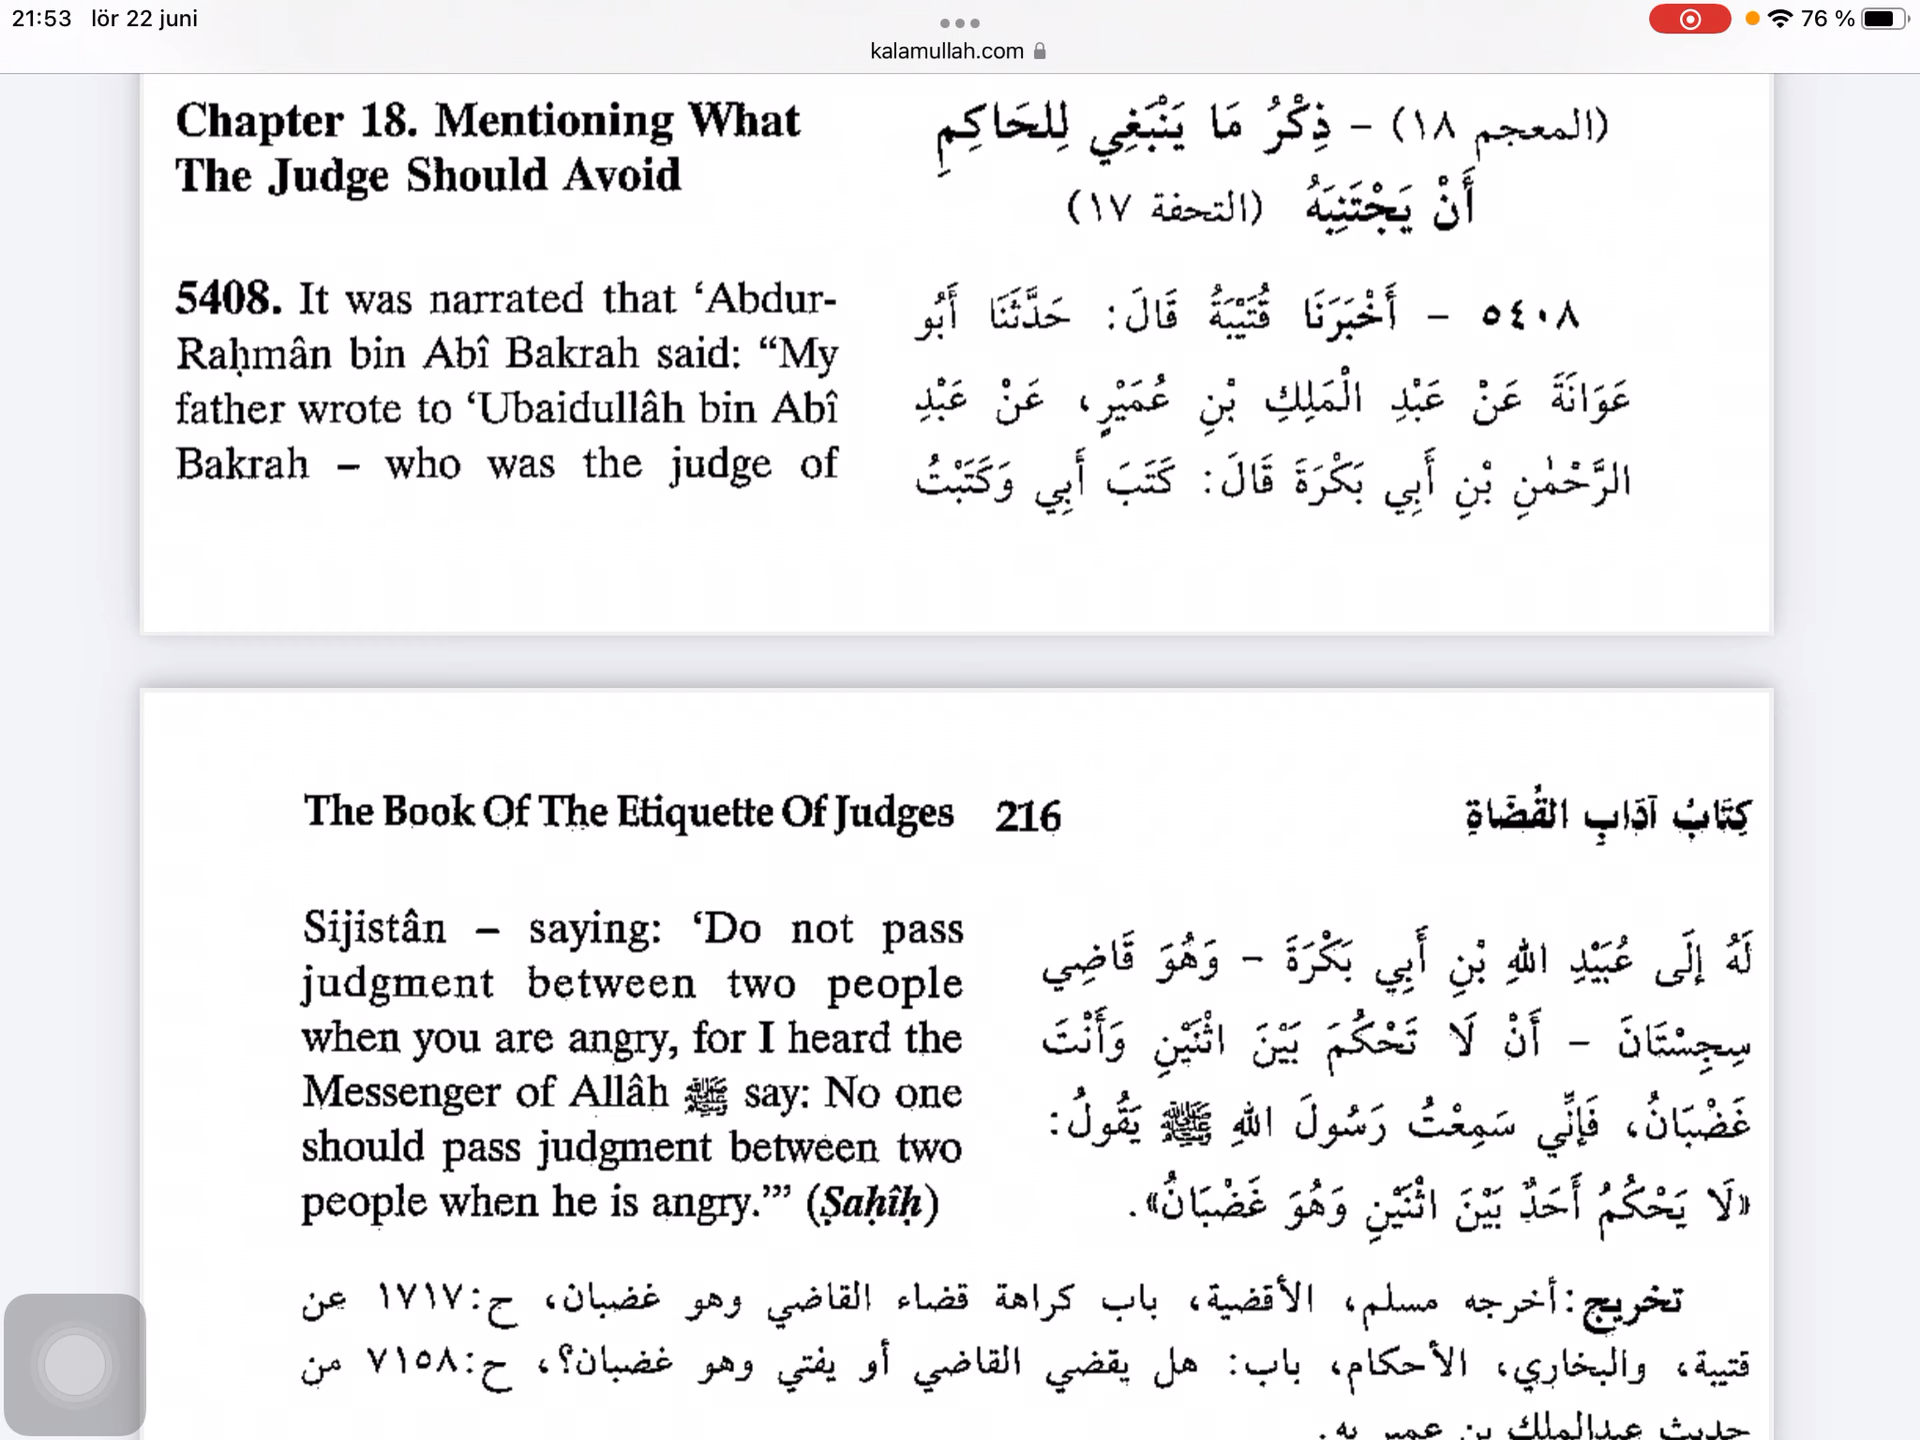 21:53 lör 22 juni
76 %
kalamullah.com
Chapter 18. Mentioning What
The Judge Should Avoid
(المعجم ١٨) – ذِكْرُ مَا يَنْبَغِي لِلحَاكِمِ
أَنْ يَجْتَنِبَهُ (التحفة ١٧)
5408. It was narrated that ‘Abdur-
Raḥmân bin Abî Bakrah said: “My
father wrote to ‘Ubaidullâh bin Abî
Bakrah – who was the judge of
٥٤٠٨ – أَخْبَرَنَا قُتَيْبَةُ قَالَ: حَدَّثَنَا أَبُو
عَوَانَةَ عَنْ عَبْدِ الْمَلِكِ بْنِ عُمَيْرٍ، عَنْ عَبْدِ
الرَّحْمٰنِ بْنِ أَبِي بَكْرَةَ قَالَ: كَتَبَ أَبِي وَكَتَبْتُ
The Book Of The Etiquette Of Judges 216 كِتَابُ آدَابِ القُضَاةِ
Sijistân – saying: ‘Do not pass
judgment between two people
when you are angry, for I heard the
Messenger of Allâh ﷺ say: No one
should pass judgment between two
people when he is angry.’” (Ṣaḥîḥ)
لَهُ إِلَى عُبَيْدِ اللهِ بْنِ أَبِي بَكْرَةَ – وَهُوَ قَاضِي
سِجِسْتَانَ – أَنْ لَا تَحْكُمَ بَيْنَ اثْنَيْنِ وَأَنْتَ
غَضْبَانُ، فَإِنِّي سَمِعْتُ رَسُولَ اللهِ ﷺ يَقُولُ:
«لَا يَحْكُمُ أَحَدٌ بَيْنَ اثْنَيْنِ وَهُوَ غَضْبَانُ».
تخريج: أخرجه مسلم، الأقضية، باب كراهة قضاء القاضي وهو غضبان، ح:١٧١٧ عن
قتيبة، والبخاري، الأحكام، باب: هل يقضي القاضي أو يفتي وهو غضبان؟، ح:٧١٥٨ من
حديث عبدالملك بن عمير به.